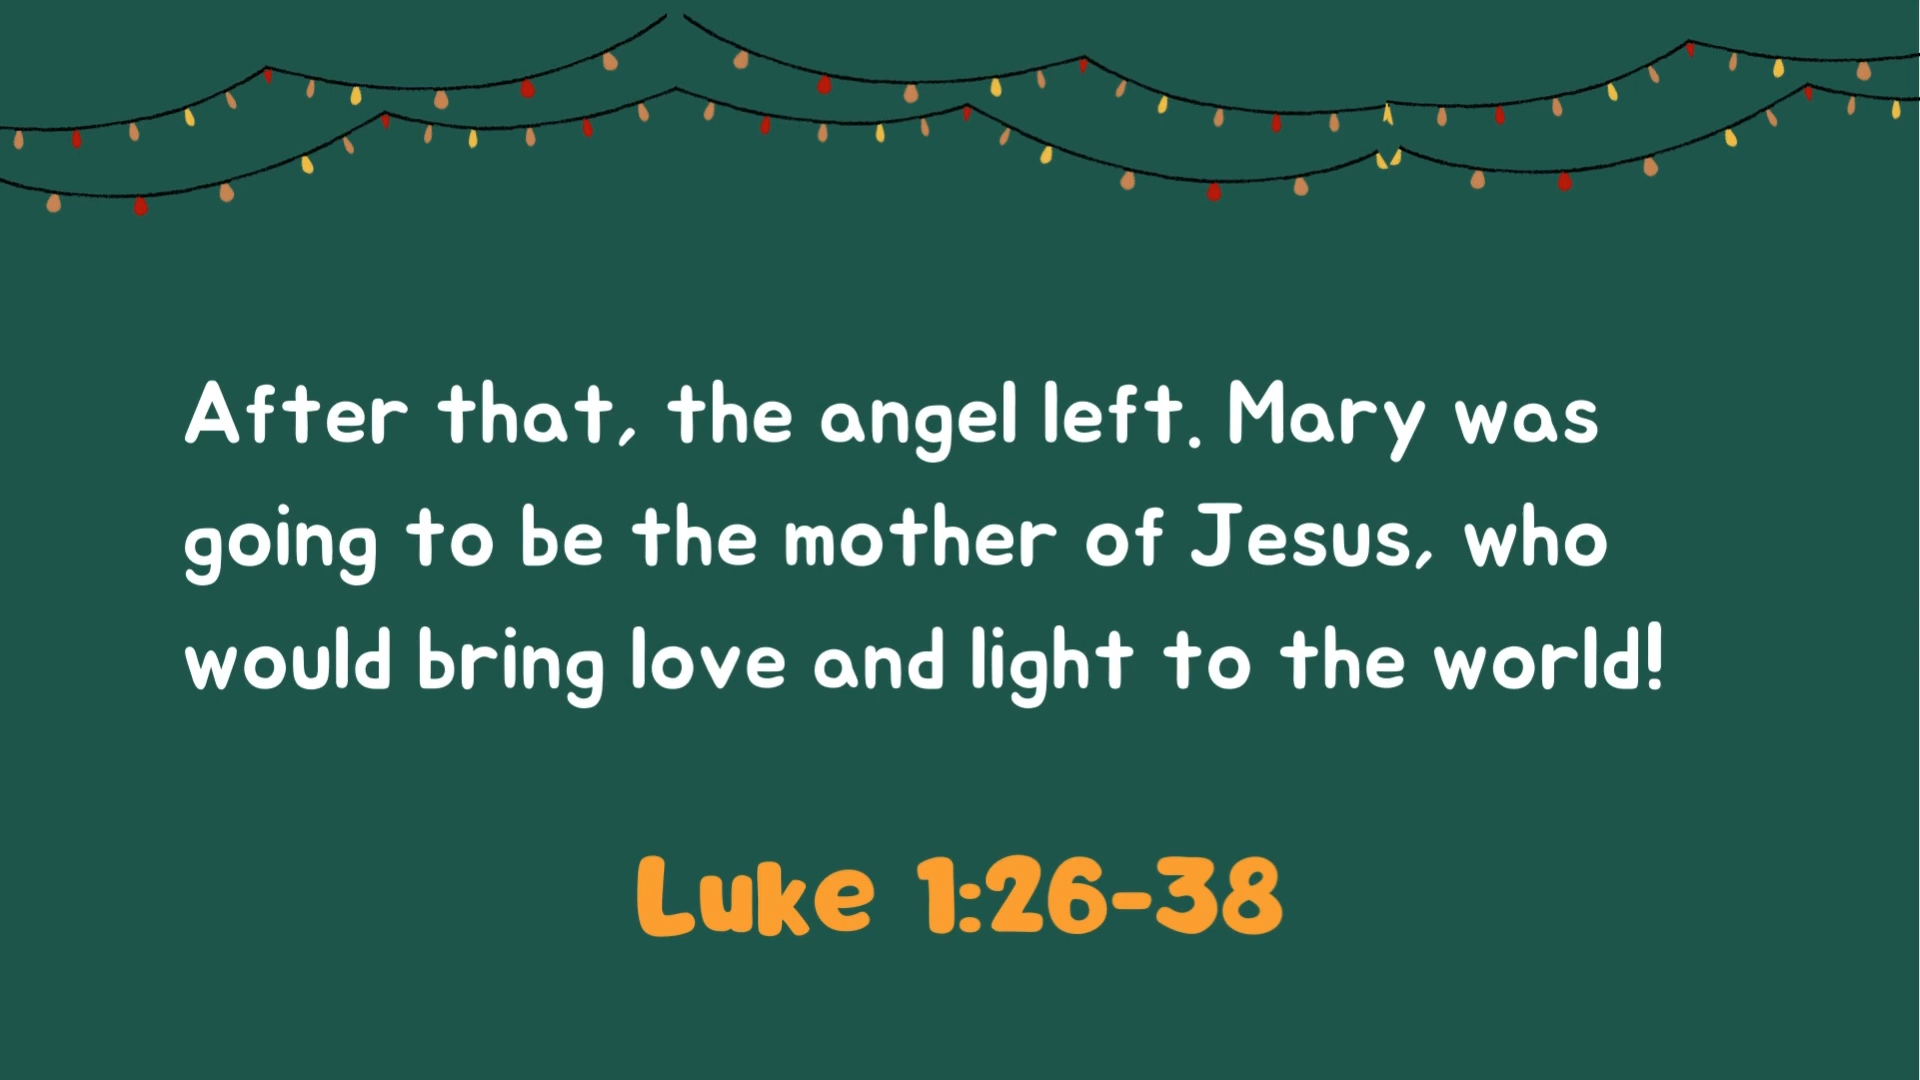 After that, the angel left. Mary was
going to be the mother of Jesus, who
would bring love and light to the world!
Luke 1:26-38